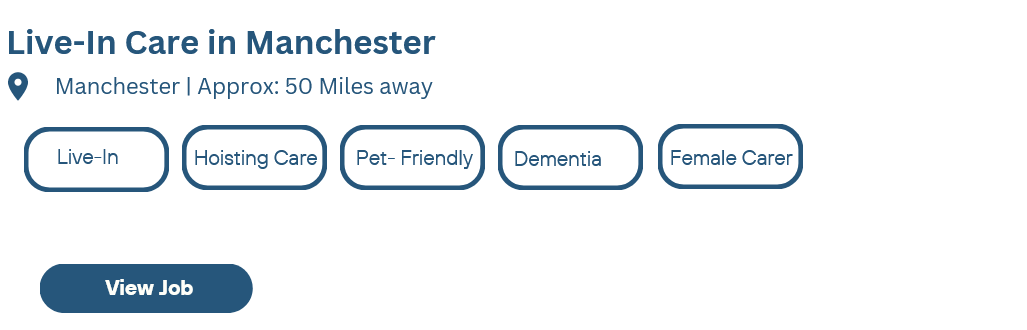 Live-In Care in Manchester
Manchester | Approx: 50 Miles away
Live-In Hoisting Care Pet- Friendly Dementia Female Carer
View Job